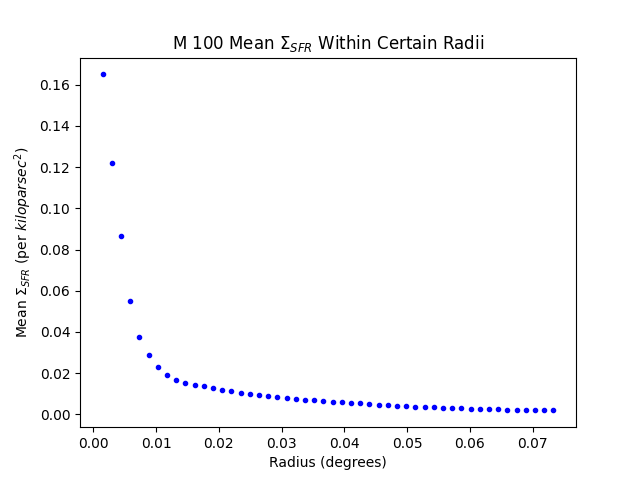 M 100 Mean Σ_SFR Within Certain Radii
Mean Σ_SFR (per kiloparsec²)
0.16
0.14
0.12
0.10
0.08
0.06
0.04
0.02
0.00
0.00 0.01 0.02 0.03 0.04 0.05 0.06 0.07
Radius (degrees)